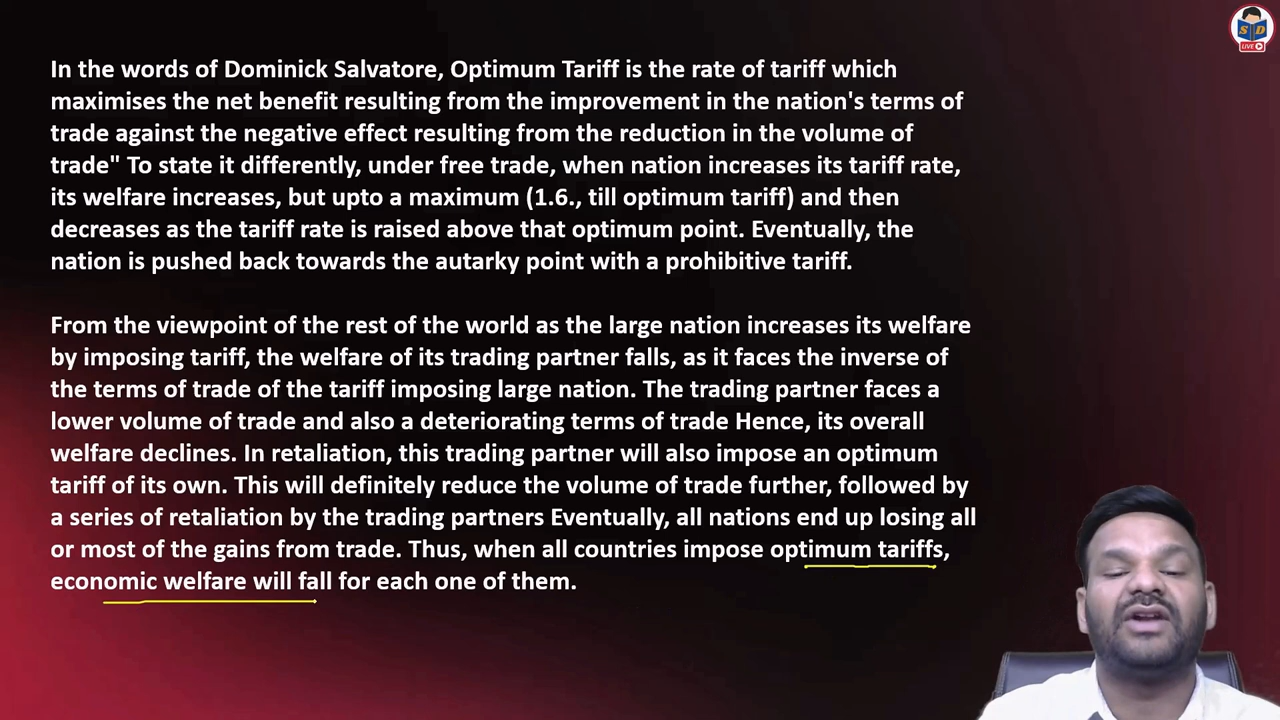 In the words of Dominick Salvatore, Optimum Tariff is the rate of tariff which
maximises the net benefit resulting from the improvement in the nation's terms of
trade against the negative effect resulting from the reduction in the volume of
trade" To state it differently, under free trade, when nation increases its tariff rate,
its welfare increases, but upto a maximum (1.6., till optimum tariff) and then
decreases as the tariff rate is raised above that optimum point. Eventually, the
nation is pushed back towards the autarky point with a prohibitive tariff.
From the viewpoint of the rest of the world as the large nation increases its welfare
by imposing tariff, the welfare of its trading partner falls, as it faces the inverse of
the terms of trade of the tariff imposing large nation. The trading partner faces a
lower volume of trade and also a deteriorating terms of trade Hence, its overall
welfare declines. In retaliation, this trading partner will also impose an optimum
tariff of its own. This will definitely reduce the volume of trade further, followed by
a series of retaliation by the trading partners Eventually, all nations end up losing all
or most of the gains from trade. Thus, when all countries impose optimum tariffs,
economic welfare will fall for each one of them.
S D
LIVE